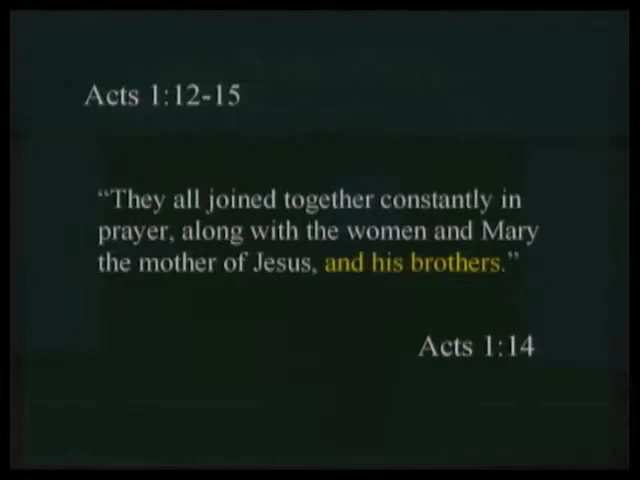 Acts 1:12-15
“They all joined together constantly in
prayer, along with the women and Mary
the mother of Jesus, and his brothers.”
Acts 1:14